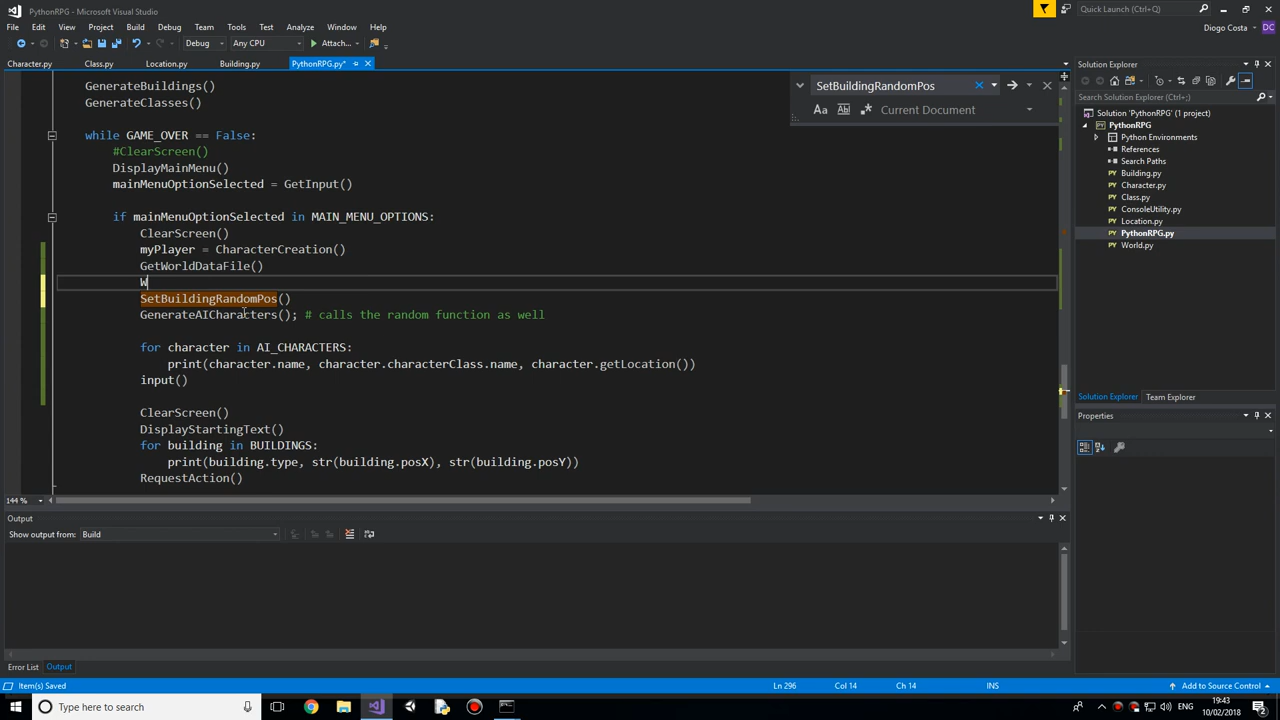 PythonRPG - Microsoft Visual Studio
Quick Launch (Ctrl+Q)
File Edit View Project Build Debug Team Tools Test Analyze Window Help
Diogo Costa DC
Debug Any CPU Attach...
Character.py Class.py Location.py Building.py PythonRPG.py*
GenerateBuildings()
GenerateClasses()
SetBuildingRandomPos
Aa Abl Current Document
while GAME_OVER == False:
#ClearScreen()
DisplayMainMenu()
mainMenuOptionSelected = GetInput()
if mainMenuOptionSelected in MAIN_MENU_OPTIONS:
ClearScreen()
myPlayer = CharacterCreation()
GetWorldDataFile()
W
SetBuildingRandomPos()
GenerateAICharacters(); # calls the random function as well
for character in AI_CHARACTERS:
print(character.name, character.characterClass.name, character.getLocation())
input()
ClearScreen()
DisplayStartingText()
for building in BUILDINGS:
print(building.type, str(building.posX), str(building.posY))
RequestAction()
144 %
Output
Show output from: Build
Error List Output
Solution Explorer
Search Solution Explorer (Ctrl+;)
Solution 'PythonRPG' (1 project)
PythonRPG
Python Environments
References
Search Paths
Building.py
Character.py
Class.py
ConsoleUtility.py
Location.py
PythonRPG.py
World.py
Solution Explorer Team Explorer
Properties
Item(s) Saved Ln 296 Col 14 Ch 14 INS Add to Source Control
Type here to search
ENG 19:43
10/02/2018
2